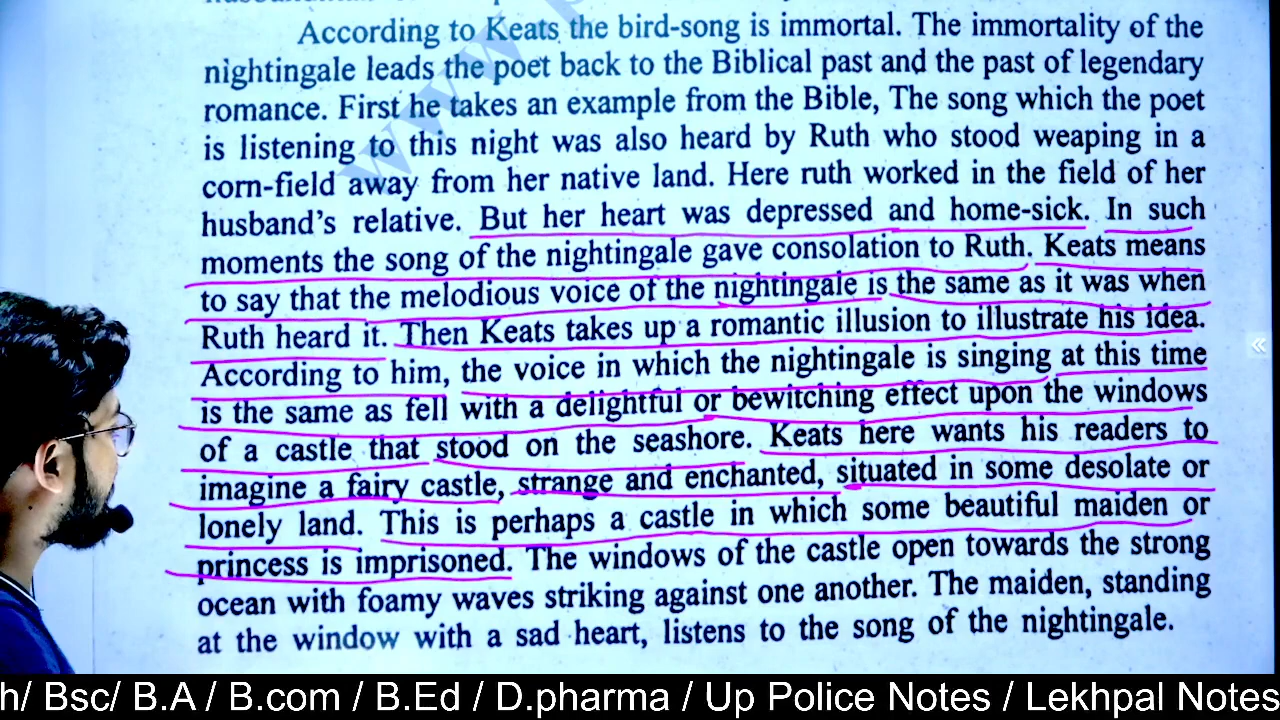 According to Keats the bird-song is immortal. The immortality of the
nightingale leads the poet back to the Biblical past and the past of legendary
romance. First he takes an example from the Bible, The song which the poet
is listening to this night was also heard by Ruth who stood weaping in a
corn-field away from her native land. Here ruth worked in the field of her
husband's relative. But her heart was depressed and home-sick. In such
moments the song of the nightingale gave consolation to Ruth. Keats means
to say that the melodious voice of the nightingale is the same as it was when
Ruth heard it. Then Keats takes up a romantic illusion to illustrate his idea.
According to him, the voice in which the nightingale is singing at this time
is the same as fell with a delightful or bewitching effect upon the windows
of a castle that stood on the seashore. Keats here wants his readers to
imagine a fairy castle, strange and enchanted, situated in some desolate or
lonely land. This is perhaps a castle in which some beautiful maiden or
princess is imprisoned. The windows of the castle open towards the strong
ocean with foamy waves striking against one another. The maiden, standing
at the window with a sad heart, listens to the song of the nightingale.
www
h/ Bsc/ B.A / B.com / B.Ed / D.pharma / Up Police Notes / Lekhpal Notes